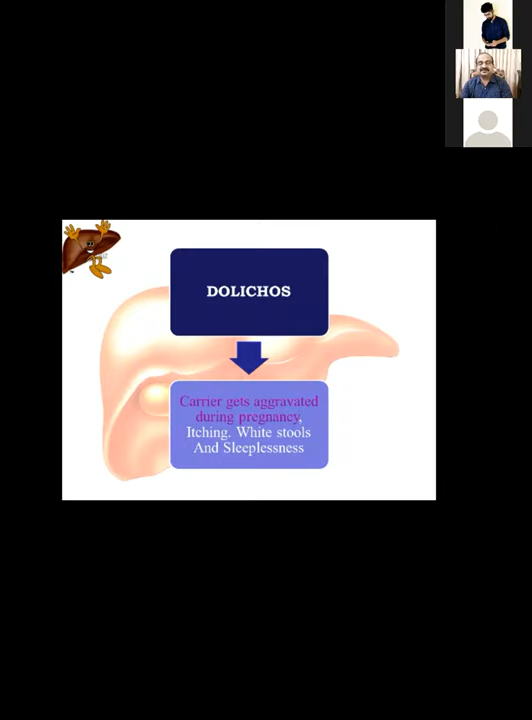 DOLICHOS
Carrier gets aggravated
during pregnancy,
Itching. White stools
And Sleeplessness